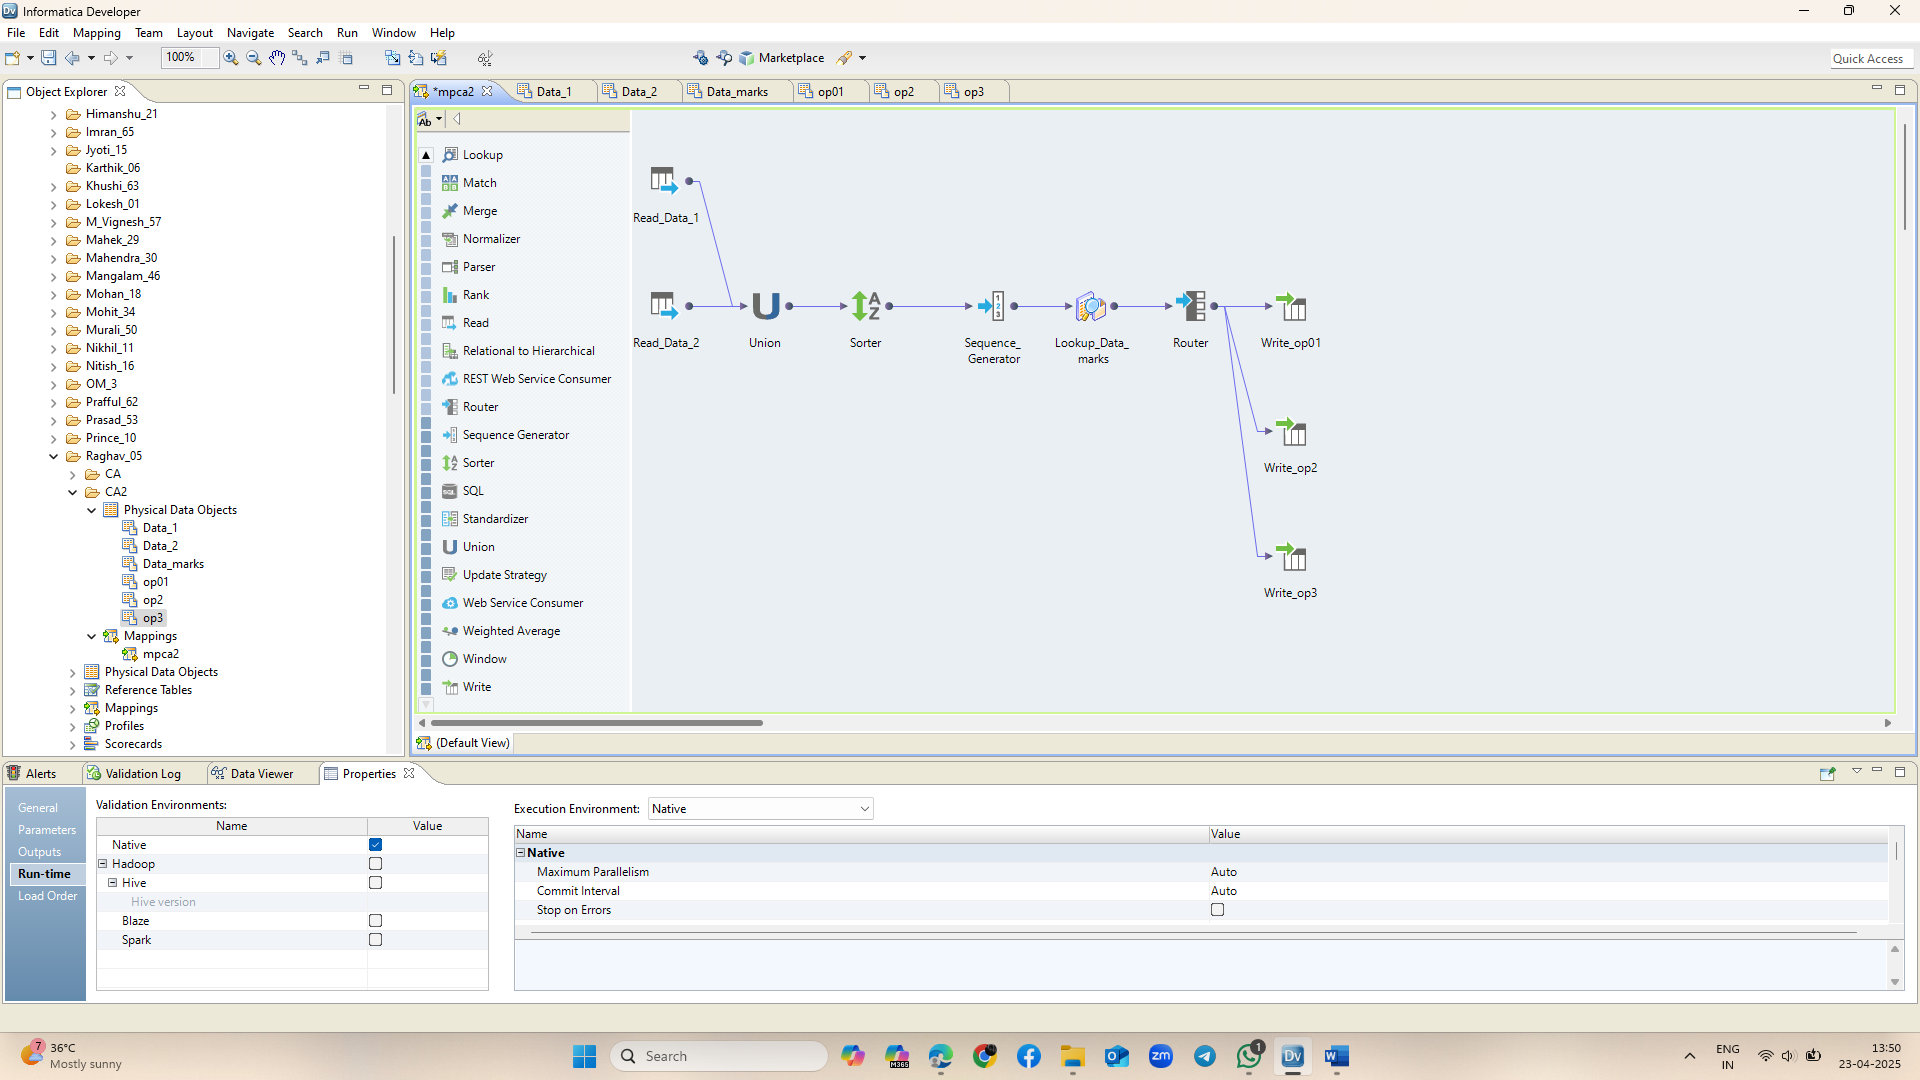 Informatica Developer
File Edit Mapping Team Layout Navigate Search Run Window Help
100%
Marketplace
Quick Access
Object Explorer
Himanshu_21
Imran_65
Jyoti_15
Karthik_06
Khushi_63
Lokesh_01
M_Vignesh_57
Mahek_29
Mahendra_30
Mangalam_46
Mohan_18
Mohit_34
Murali_50
Nikhil_11
Nitish_16
OM_3
Prafful_62
Prasad_53
Prince_10
Raghav_05
CA
CA2
Physical Data Objects
Data_1
Data_2
Data_marks
op01
op2
op3
Mappings
mpca2
Physical Data Objects
Reference Tables
Mappings
Profiles
Scorecards
*mpca2 Data_1 Data_2 Data_marks op01 op2 op3
Ab
Lookup
Match
Merge
Normalizer
Parser
Rank
Read
Relational to Hierarchical
REST Web Service Consumer
Router
Sequence Generator
Sorter
SQL
Standardizer
Union
Update Strategy
Web Service Consumer
Weighted Average
Window
Write
Read_Data_1
Read_Data_2
Union
Sorter
Sequence_
Generator
Lookup_Data_
marks
Router
Write_op01
Write_op2
Write_op3
(Default View)
Alerts Validation Log Data Viewer Properties
General
Parameters
Outputs
Run-time
Load Order
Validation Environments:
Name Value
Native
Hadoop
Hive
Hive version
Blaze
Spark
Execution Environment: Native
Name Value
Native
Maximum Parallelism Auto
Commit Interval Auto
Stop on Errors
7
36°C
Mostly sunny
Search
M365
zm
1
Dv
W
ENG
IN
13:50
23-04-2025